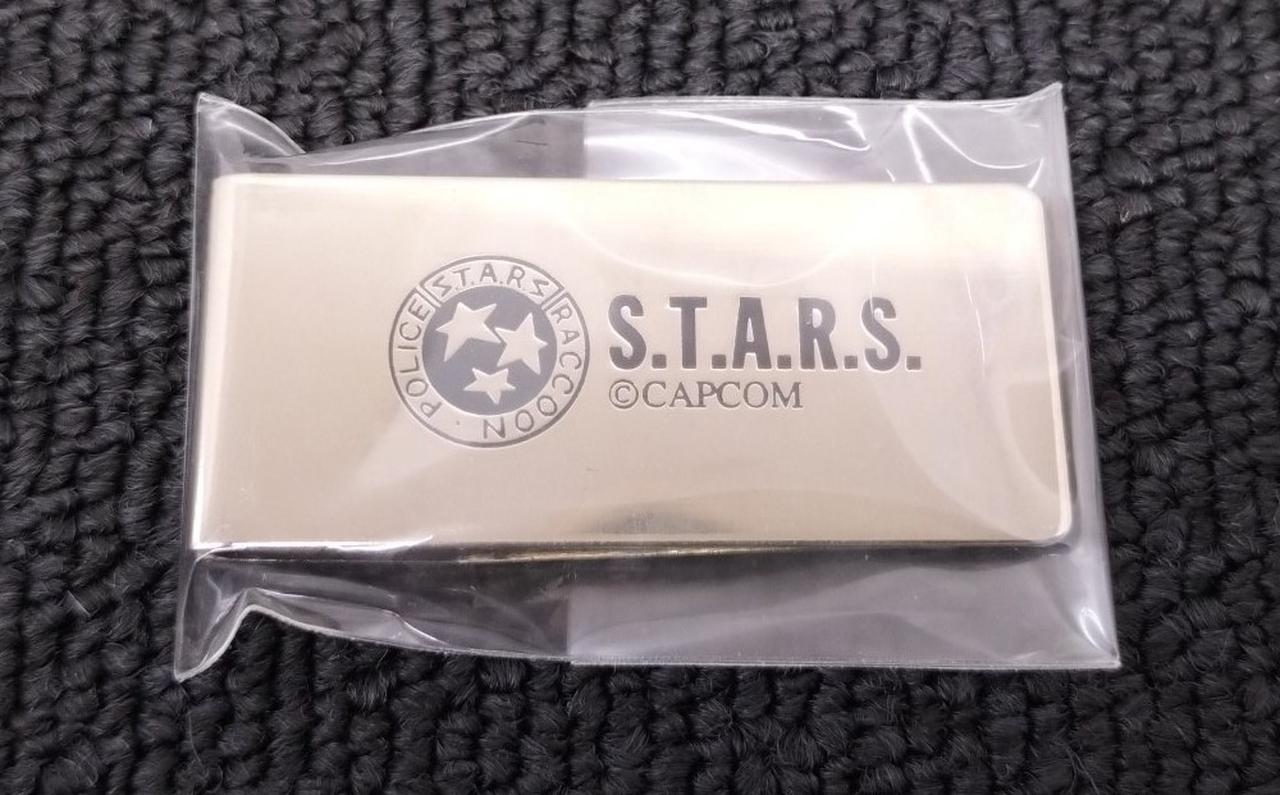 S.T.A.R.S
RACCOON · POLICE
S.T.A.R.S.
©CAPCOM